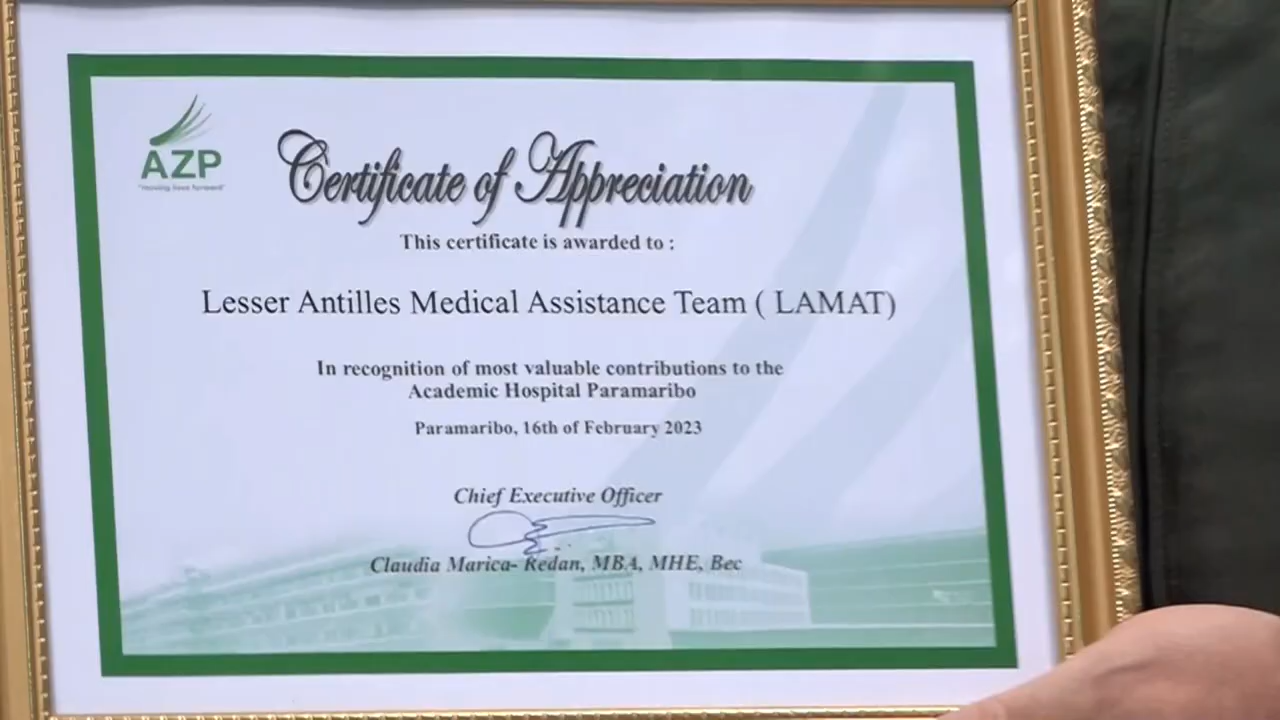 AZP
Certificate of Appreciation
This certificate is awarded to :
Lesser Antilles Medical Assistance Team ( LAMAT)
In recognition of most valuable contributions to the
Academic Hospital Paramaribo
Paramaribo, 16th of February 2023
Chief Executive Officer
Claudia Marica- Redan, MBA, MHE, Bec